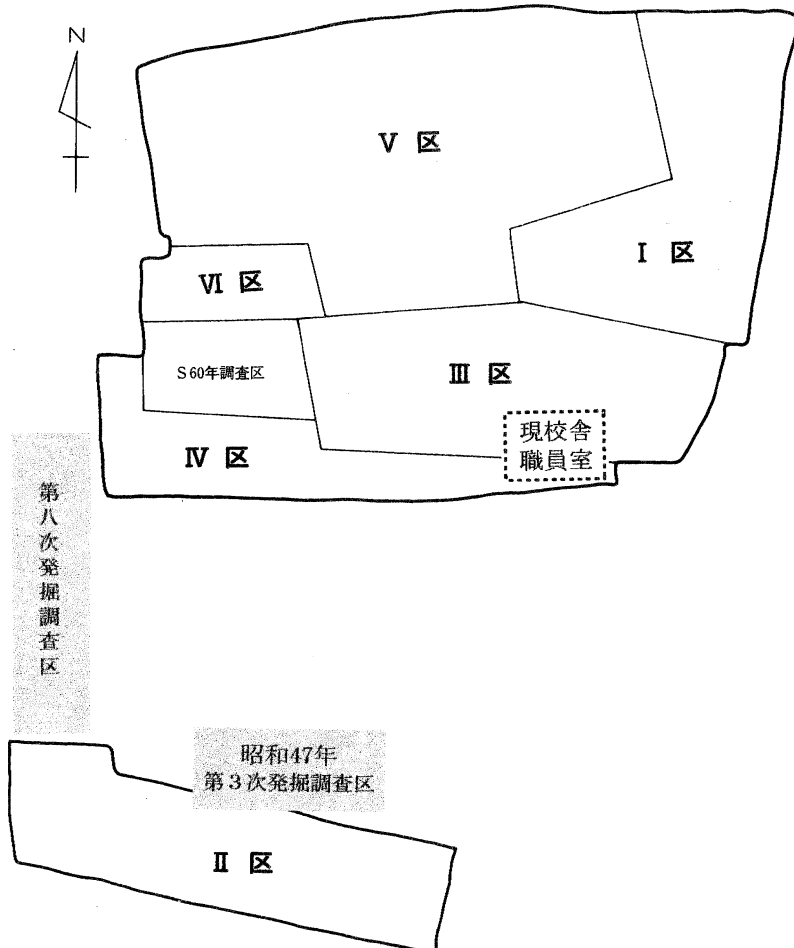 N
V 区
I 区
VI 区
S60年調査区
III 区
現校舎
職員室
IV 区
第八次発掘調査区
昭和47年
第3次発掘調査区
II 区